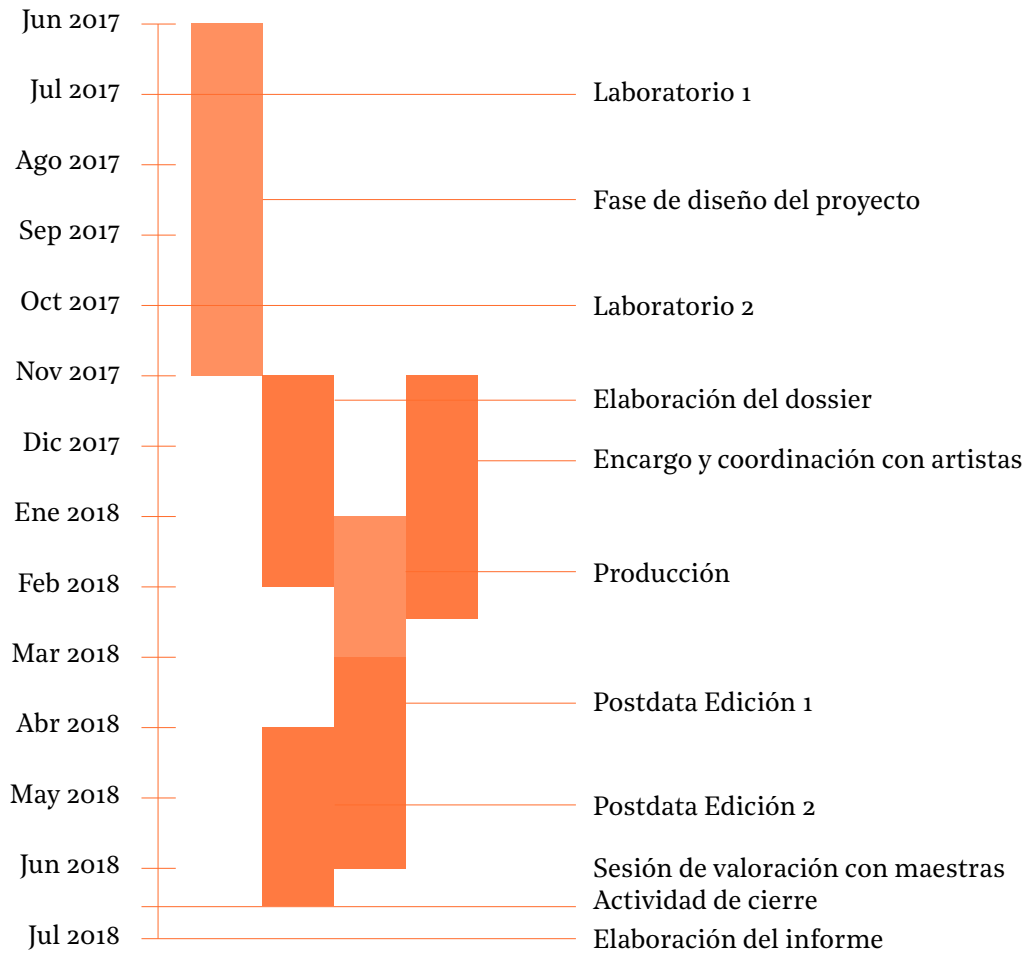 Jun 2017
Jul 2017
Laboratorio 1
Ago 2017
Fase de diseño del proyecto
Sep 2017
Oct 2017
Laboratorio 2
Nov 2017
Elaboración del dossier
Dic 2017
Encargo y coordinación con artistas
Ene 2018
Feb 2018
Producción
Mar 2018
Postdata Edición 1
Abr 2018
May 2018
Postdata Edición 2
Jun 2018
Sesión de valoración con maestras
Actividad de cierre
Jul 2018
Elaboración del informe